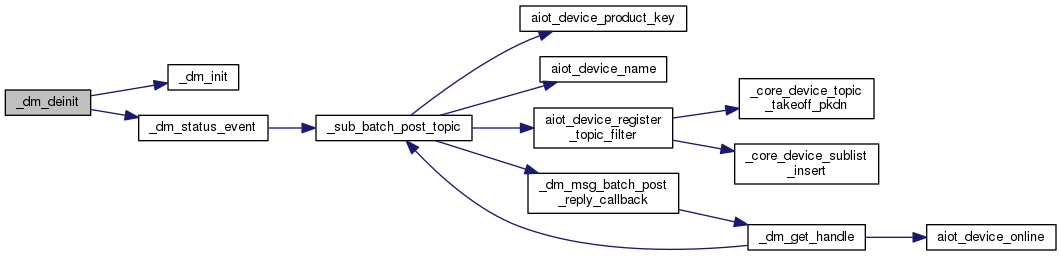 _dm_deinit
_dm_init
_dm_status_event
_sub_batch_post_topic
aiot_device_product_key
aiot_device_name
aiot_device_register
_topic_filter
_dm_msg_batch_post
_reply_callback
_core_device_topic
_takeoff_pkdn
_core_device_sublist
_insert
_dm_get_handle
aiot_device_online